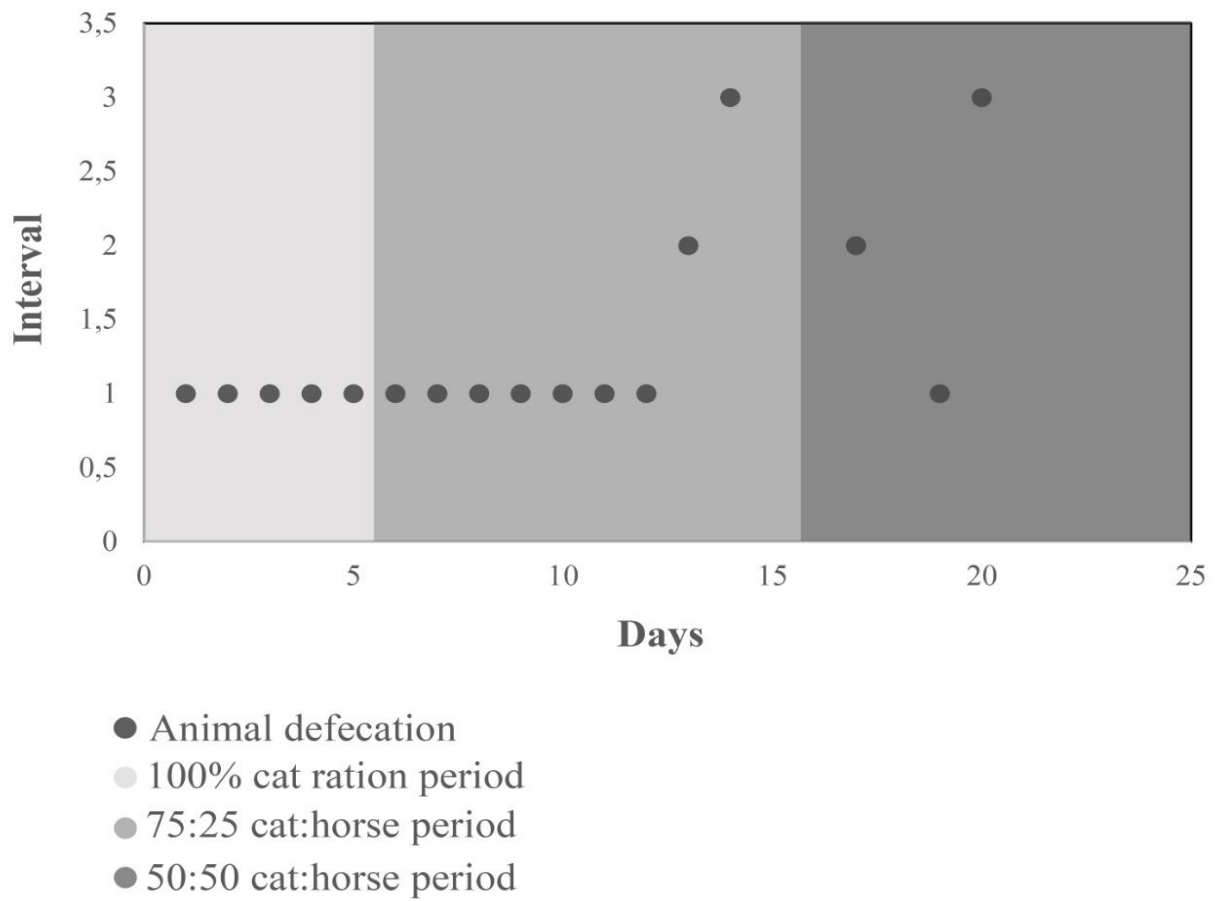 3,5
3
2,5
2
1,5
1
0,5
0
Interval
0 5 10 15 20 25
Days
Animal defecation
100% cat ration period
75:25 cat:horse period
50:50 cat:horse period